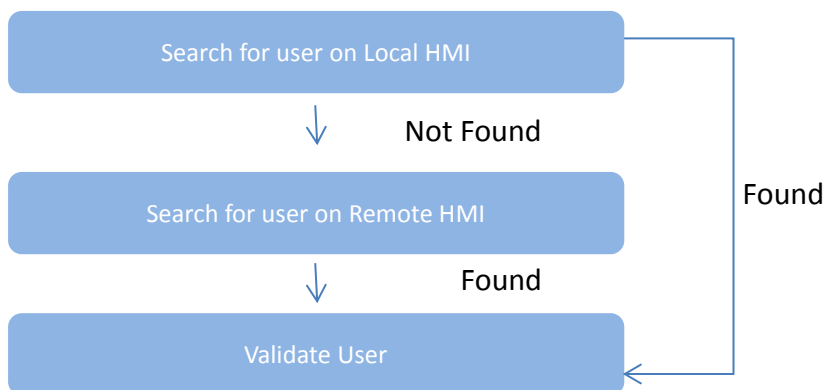 Search for user on Local HMI
Not Found
Found
Search for user on Remote HMI
Found
Validate User